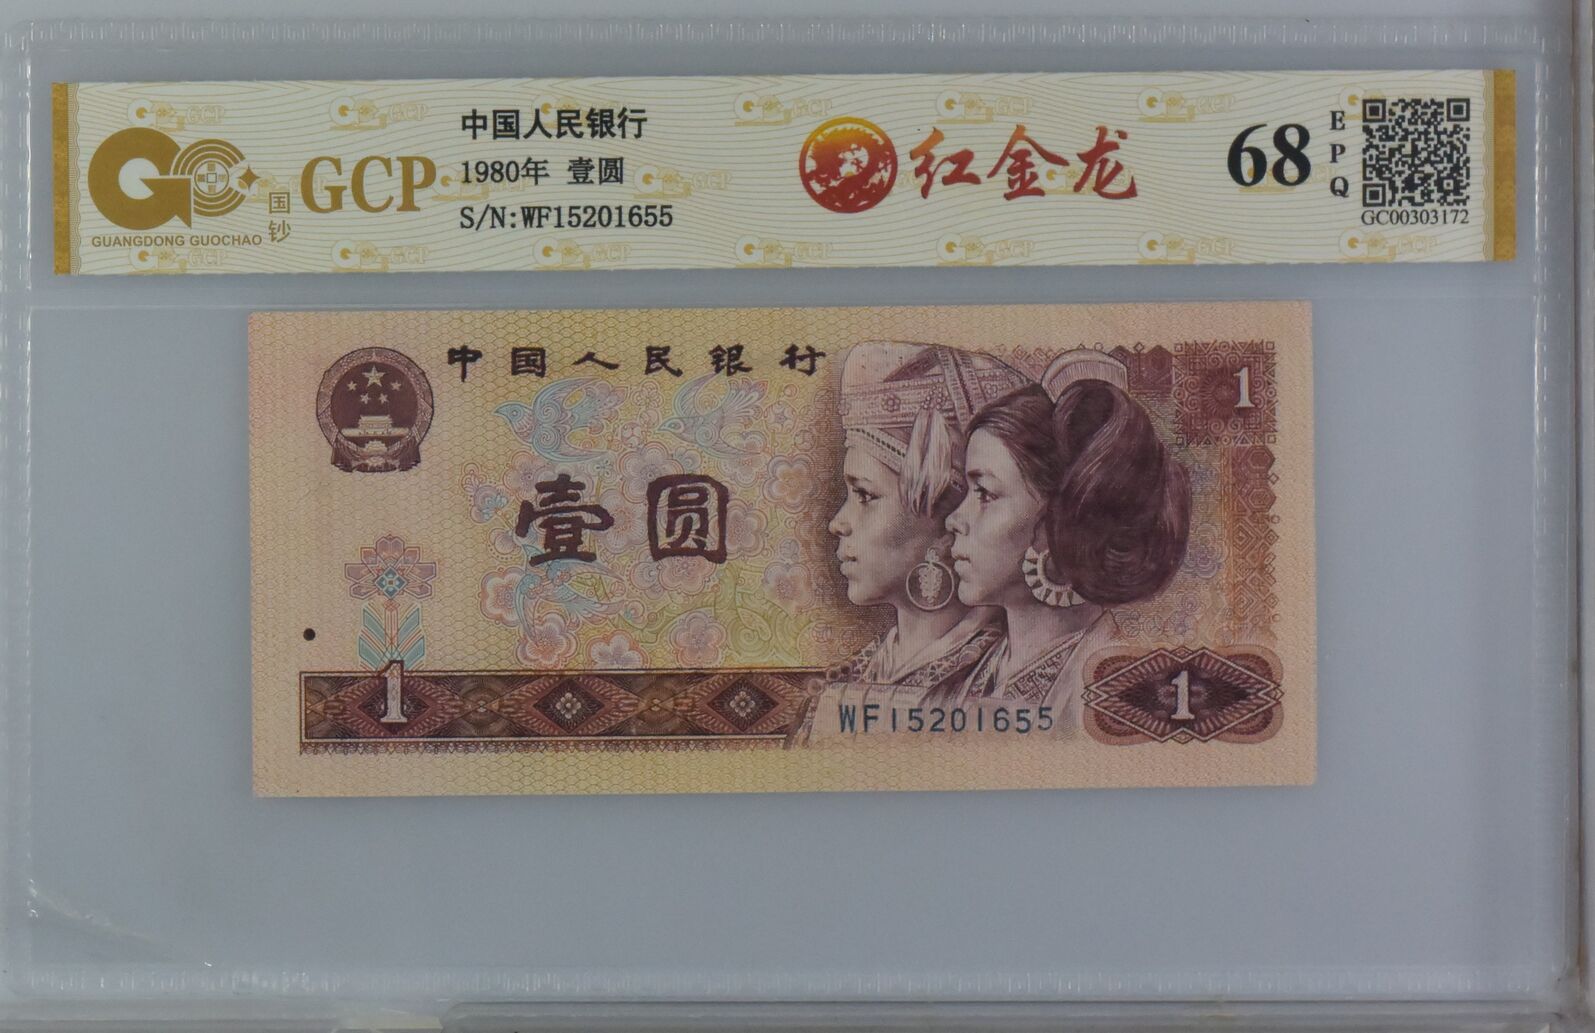 GUANGDONG GUOCHAO
国钞
GCP
中国人民银行
1980年 壹圆
S/N:WF15201655
红金龙
68
EPQ
GC00303172
中国人民银行
1
壹圆
1
WF15201655
1